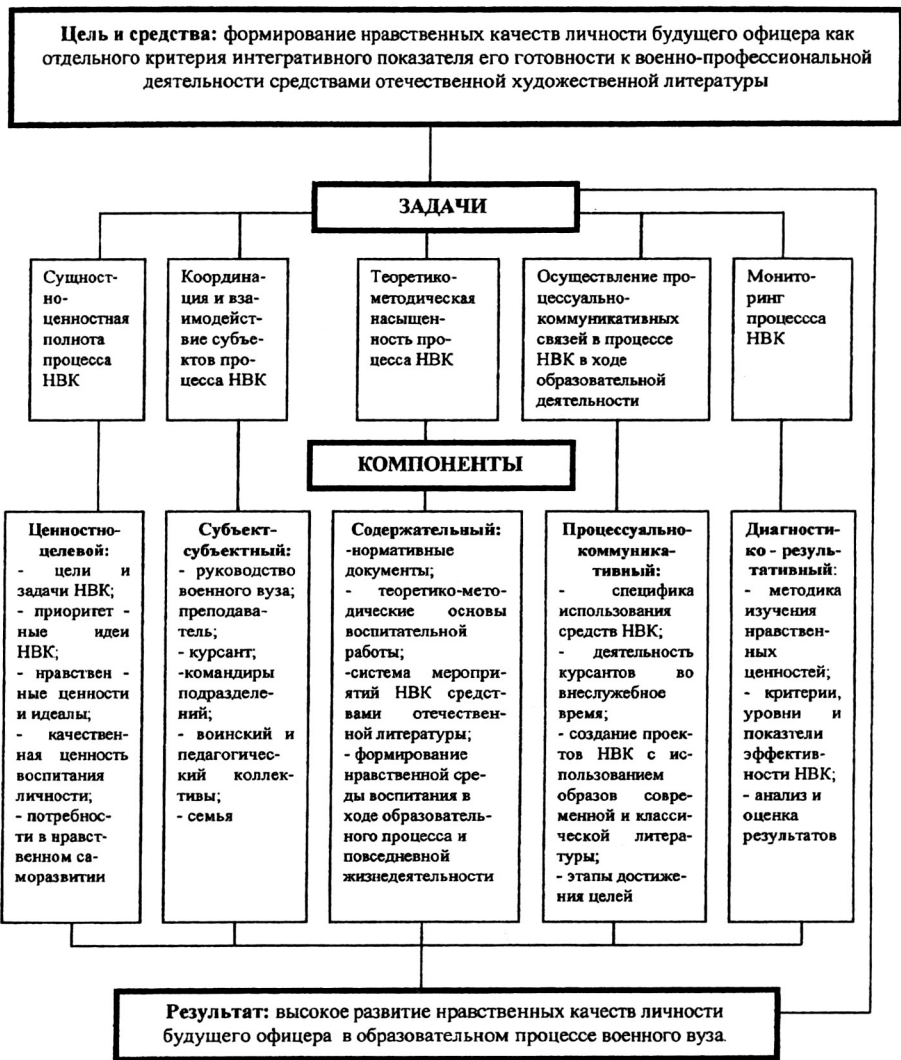 Цель и средства: формирование нравственных качеств личности будущего офицера как
отдельного критерия интегративного показателя его готовности к военно-профессиональной
деятельности средствами отечественной художественной литературы
ЗАДАЧИ
Сущност-
но-
ценностная
полнота
процесса
НВК
Координа-
ция и вза-
имодейст-
вие субъе-
ктов про-
цесса НВК
Теоретико-
методическая
насыщен-
ность про-
цесса НВК
Осуществление про-
цессуально-
коммуникативных
связей в процессе
НВК в ходе
образовательной
деятельности
Монито-
ринг
процессса
НВК
КОМПОНЕНТЫ
Ценностно-
целевой:
- цели и
задачи НВК;
- приоритет -
ные идеи
НВК;
- нравствен -
ные ценности
и идеалы;
- качествен-
ная ценность
воспитания
личности;
- потребнос-
ти в нравст-
венном са-
моразвитии
Субъект-
субъектный:
- руководство
военного вуза;
преподава-
тель;
- курсант;
-командиры
подразделе-
ний;
- воинский и
педагогичес-
кий коллек-
тивы;
- семья
Содержательный:
-нормативные
документы;
- теоретико-мето-
дические основы
воспитательной
работы;
-система меропри-
ятий НВК средст-
вами отечествен-
ной литературы;
- формирование
нравственной сре-
ды воспитания в
ходе образователь-
ного процесса и
повседневной
жизнедеятельности
Процессуально-
коммуника-
тивный:
- специфика
использования
средств НВК;
- деятельность
курсантов во
внеслужебное
время;
- создание проек-
тов НВК с ис-
пользованием
образов совре-
менной и класси-
ческой литера-
туры;
- этапы достиже-
ния целей
Диагности-
ко - резуль-
тативный:
- методика
изучения
нравствен-
ных
ценностей;
- критерии,
уровни и
показатели
эффектив-
ности НВК;
- анализ и
оценка
результатов
Результат: высокое развитие нравственных качеств личности
будущего офицера в образовательном процессе военного вуза.